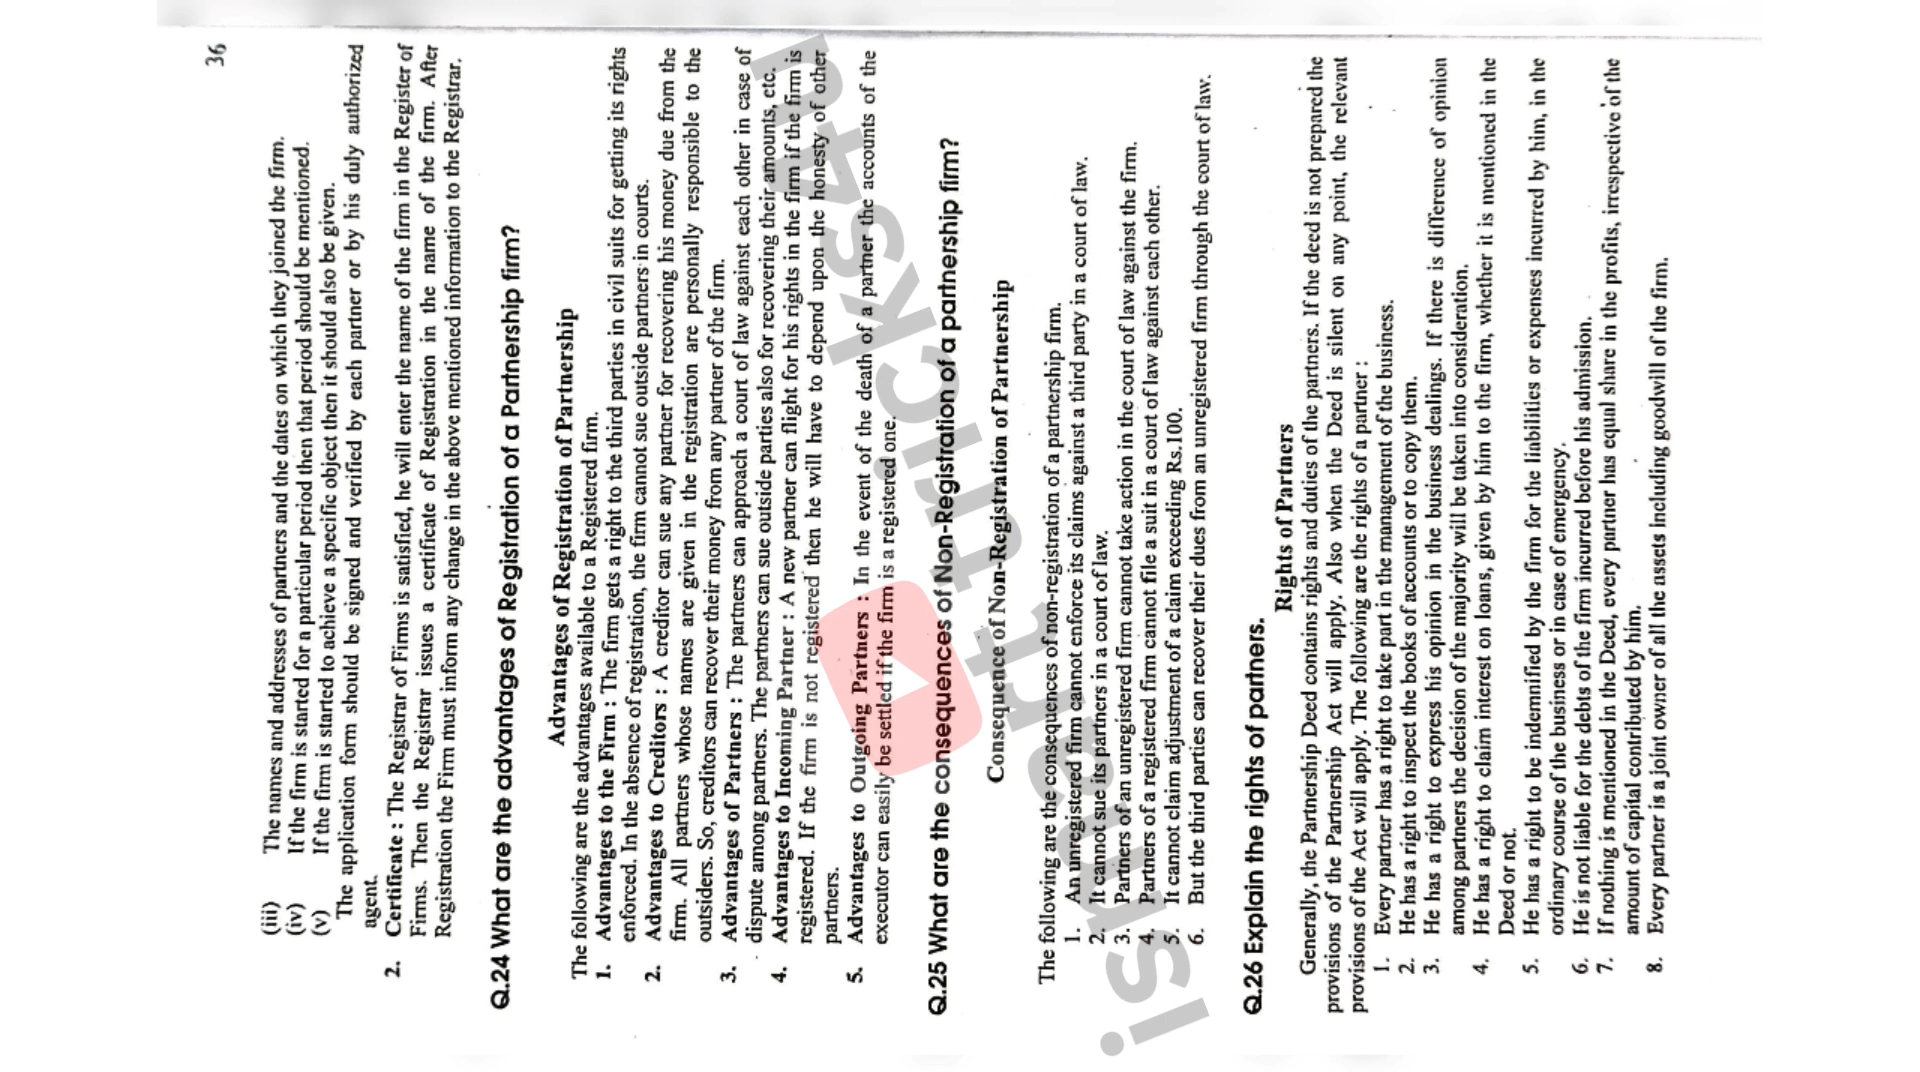 36
(iii) The names and addresses of partners and the dates on which they joined the firm.
(iv) If the firm is started for a particular period then that period should be mentioned.
(v) If the firm is started to achieve a specific object then it should also be given.
The application form should be signed and verified by each partner or by his duly authorized
agent.
2. Certificate : The Registrar of Firms is satisfied, he will enter the name of the firm in the Register of
Firms. Then the Registrar issues a certificate of Registration in the name of the firm. After
Registration the Firm must inform any change in the above mentioned information to the Registrar.
Q.24 What are the advantages of Registration of a Partnership firm?
Advantages of Registration of Partnership
The following are the advantages available to a Registered firm.
1. Advantages to the Firm : The firm gets a right to the third parties in civil suits for getting its rights
enforced. In the absence of registration, the firm cannot sue outside partners in courts.
2. Advantages to Creditors : A creditor can sue any partner for recovering his money due from the
firm. All partners whose names are given in the registration are personally responsible to the
outsiders. So, creditors can recover their money from any partner of the firm.
3. Advantages of Partners : The partners can approach a court of law against each other in case of
dispute among partners. The partners can sue outside parties also for recovering their amounts, etc.
4. Advantages to Incoming Partner : A new partner can flight for his rights in the firm if the firm is
registered. If the firm is not registered then he will have to depend upon the honesty of other
partners.
5. Advantages to Outgoing Partners : In the event of the death of a partner the accounts of the
executor can easily be settled if the firm is a registered one.
Q.25 What are the consequences of Non-Registration of a partnership firm?
Consequence of Non-Registration of Partnership
The following are the consequences of non-registration of a partnership firm.
1. An unregistered firm cannot enforce its claims against a third party in a court of law.
2. It cannot sue its partners in a court of law.
3. Partners of an unregistered firm cannot take action in the court of law against the firm.
4. Partners of a registered firm cannot file a suit in a court of law against each other.
5. It cannot claim adjustment of a claim exceeding Rs.100.
6. But the third parties can recover their dues from an unregistered firm through the court of law.
Q.26 Explain the rights of partners.
Rights of Partners
Generally, the Partnership Deed contains rights and duties of the partners. If the deed is not prepared the
provisions of the Partnership Act will apply. Also when the Deed is silent on any point, the relevant
provisions of the Act will apply. The following are the rights of a partner :
1. Every partner has a right to take part in the management of the business.
2. He has a right to inspect the books of accounts or to copy them.
3. He has a right to express his opinion in the business dealings. If there is difference of opinion
among partners the decision of the majority will be taken into consideration.
4. He has a right to claim interest on loans, given by him to the firm, whether it is mentioned in the
Deed or not.
5. He has a right to be indemnified by the firm for the liabilities or expenses incurred by him, in the
ordinary course of the business or in case of emergency.
6. He is not liable for the debts of the firm incurred before his admission.
7. If nothing is mentioned in the Deed, every partner has equal share in the profits, irrespective of the
amount of capital contributed by him.
8. Every partner is a joint owner of all the assets including goodwill of the firm.